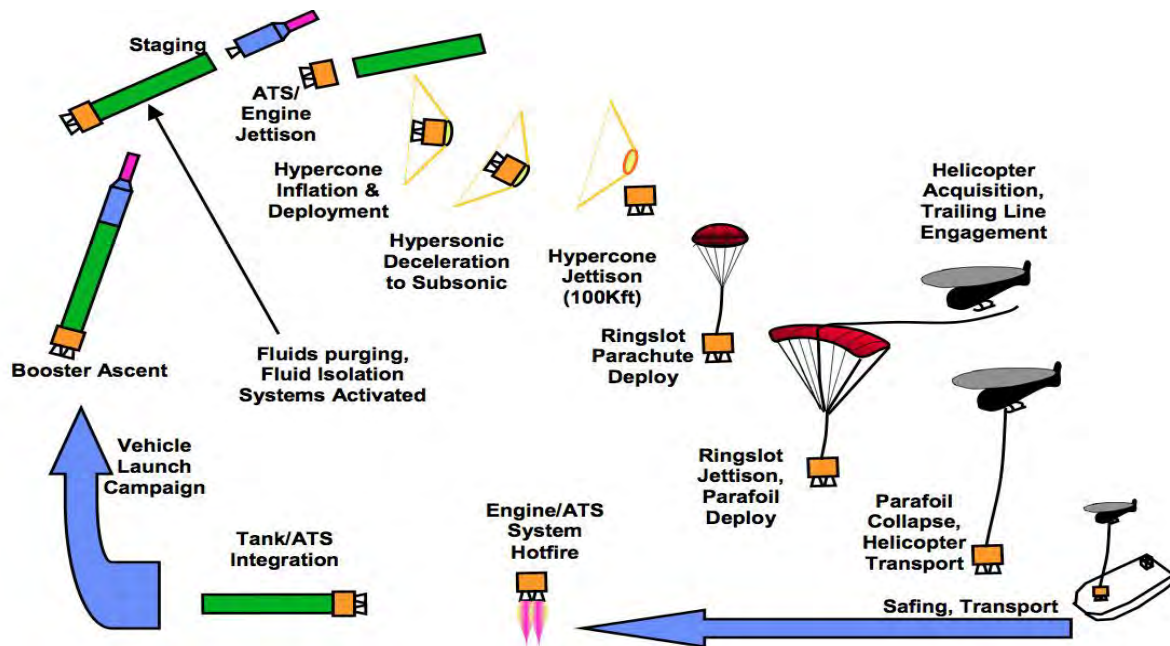 Staging
ATS/
Engine
Jettison
Hypercone
Inflation &
Deployment
Hypersonic
Deceleration
to Subsonic
Hypercone
Jettison
(100Kft)
Helicopter
Acquisition,
Trailing Line
Engagement
Ringslot
Parachute
Deploy
Booster Ascent
Fluids purging,
Fluid Isolation
Systems Activated
Vehicle
Launch
Campaign
Ringslot
Jettison,
Parafoil
Deploy
Parafoil
Collapse,
Helicopter
Transport
Engine/ATS
System
Hotfire
Tank/ATS
Integration
Safing, Transport